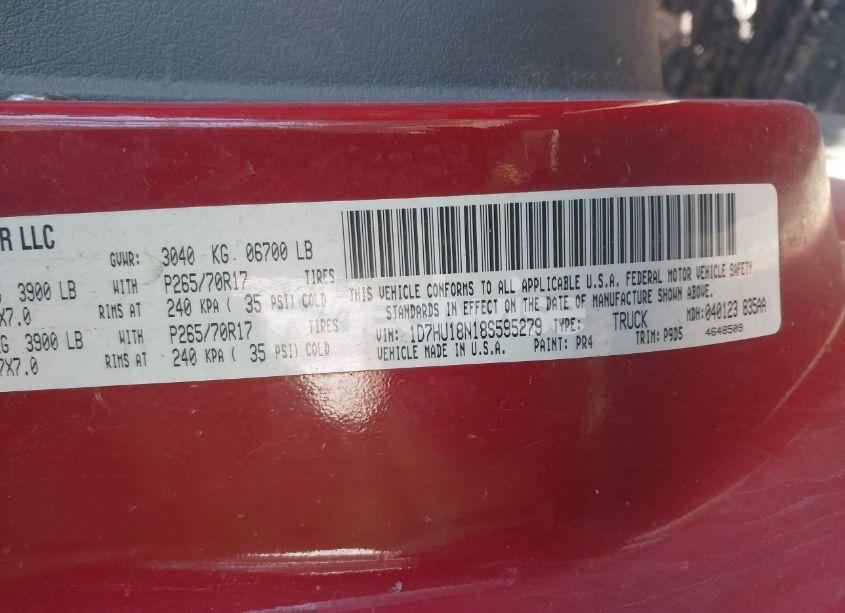 R LLC
GVWR: 3040 KG. 06700 LB
3900 LB WITH P265/70R17 TIRES
X7.0 RIMS AT 240 KPA ( 35 PSI) COLD
KG 3900 LB WITH P265/70R17 TIRES
7X7.0 RIMS AT 240 KPA ( 35 PSI) COLD
THIS VEHICLE CONFORMS TO ALL APPLICABLE U.S.A. FEDERAL MOTOR VEHICLE SAFETY
STANDARDS IN EFFECT ON THE DATE OF MANUFACTURE SHOWN ABOVE.
VIN: 1D7HU18N18S595279 TYPE: TRUCK MDH: 040123 835AA
VEHICLE MADE IN U.S.A. PAINT: PR4 TRIM: P9D5 4648509